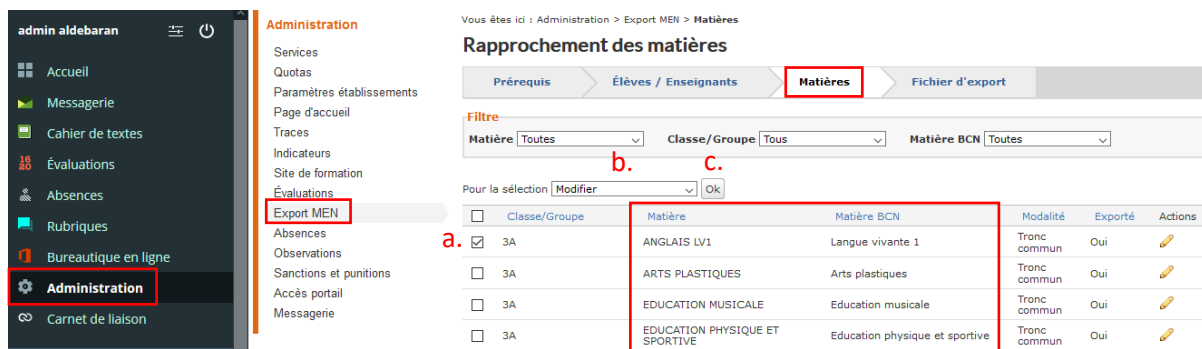 admin aldebaran
Accueil
Messagerie
Cahier de textes
Évaluations
Absences
Rubriques
Bureautique en ligne
Administration
Carnet de liaison
Administration
Services
Quotas
Paramètres établissements
Page d'accueil
Traces
Indicateurs
Site de formation
Évaluations
Export MEN
Absences
Observations
Sanctions et punitions
Accès portail
Messagerie
Vous êtes ici : Administration > Export MEN > Matières
Rapprochement des matières
Prérequis Élèves / Enseignants Matières Fichier d'export
Filtre
Matière Toutes Classe/Groupe Tous Matière BCN Toutes
b. c.
Pour la sélection Modifier Ok
Classe/Groupe Matière Matière BCN Modalité Exporté Actions
a. 3A ANGLAIS LV1 Langue vivante 1 Tronc commun Oui
3A ARTS PLASTIQUES Arts plastiques Tronc commun Oui
3A EDUCATION MUSICALE Education musicale Tronc commun Oui
3A EDUCATION PHYSIQUE ET SPORTIVE Education physique et sportive Tronc commun Oui